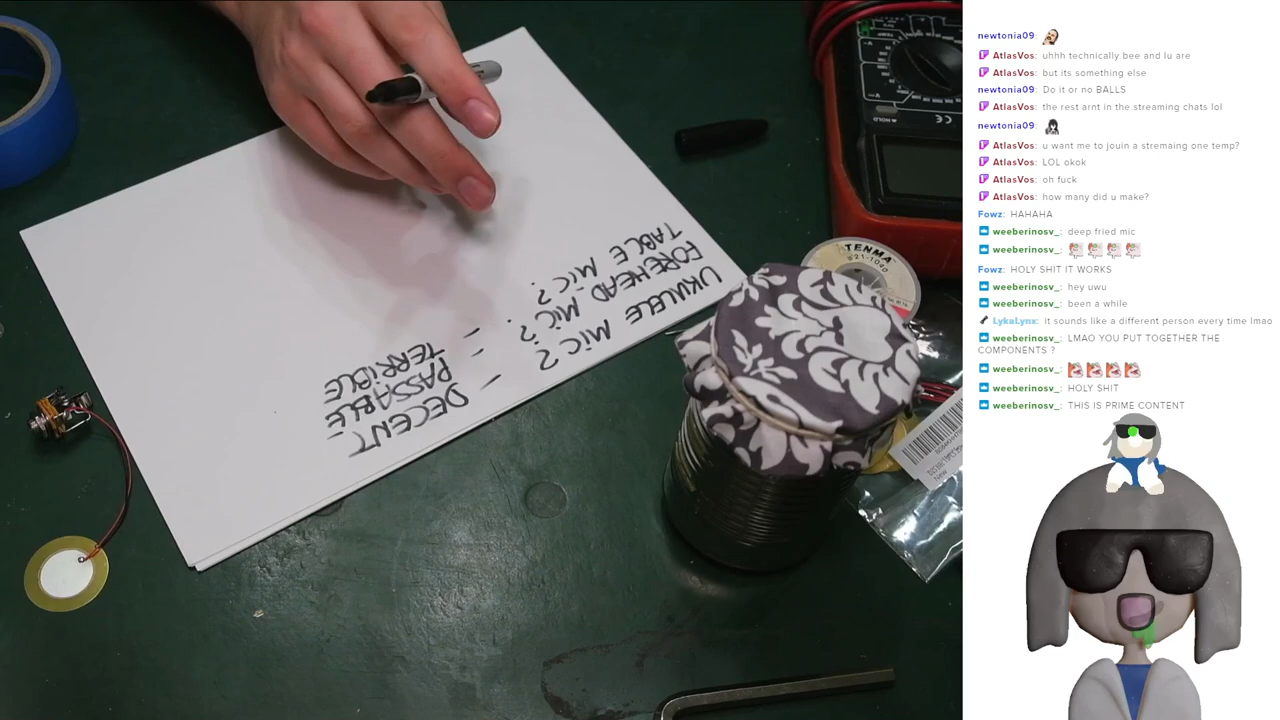 UKULELE MIC? - DECENT
FOREHEAD MIC? - PASSABLE
TABLE MIC? - TERRIBLE
TENMA
HOLD
CE
newtonia09:
AtlasVos: uhhh technically bee and lu are
AtlasVos: but its something else
newtonia09: Do it or no BALLS
AtlasVos: the rest arnt in the streaming chats lol
newtonia09:
AtlasVos: u want me to jouin a stremaing one temp?
AtlasVos: LOL okok
AtlasVos: oh fuck
AtlasVos: how many did u make?
Fowz: HAHAHA
weeberinosv_: deep fried mic
weeberinosv_:
Fowz: HOLY SHIT IT WORKS
weeberinosv_: hey uwu
weeberinosv_: been a while
LykaLynx: it sounds like a different person every time lmao
weeberinosv_: LMAO YOU PUT TOGETHER THE
COMPONENTS ?
weeberinosv_:
weeberinosv_: HOLY SHIT
weeberinosv_: THIS IS PRIME CONTENT